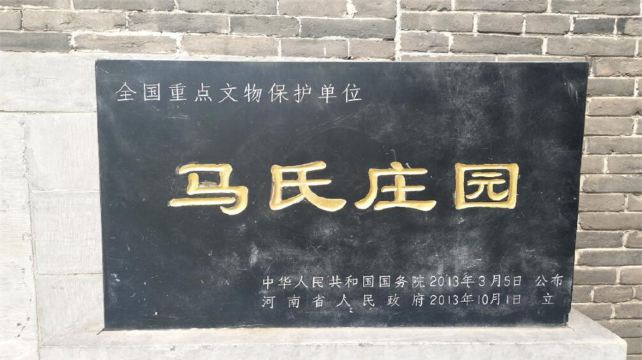 全国重点文物保护单位
马氏庄园
中华人民共和国国务院2013年3月5日 公布
河南省人民政府2013年10月1日 立